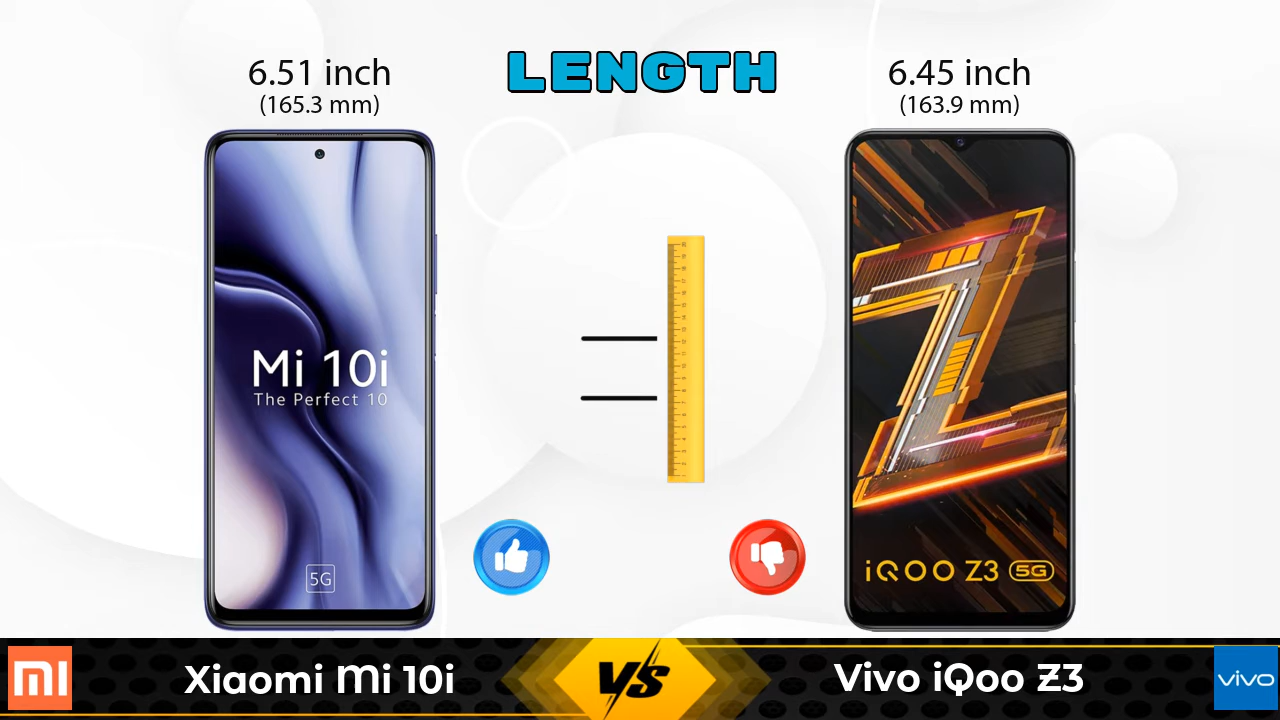 LENGTH
6.51 inch
(165.3 mm)
6.45 inch
(163.9 mm)
Mi 10i
The Perfect 10
5G
Z
iQOO Z3 5G
MI
Xiaomi Mi 10i
VS
Vivo iQoo Z3
vivo